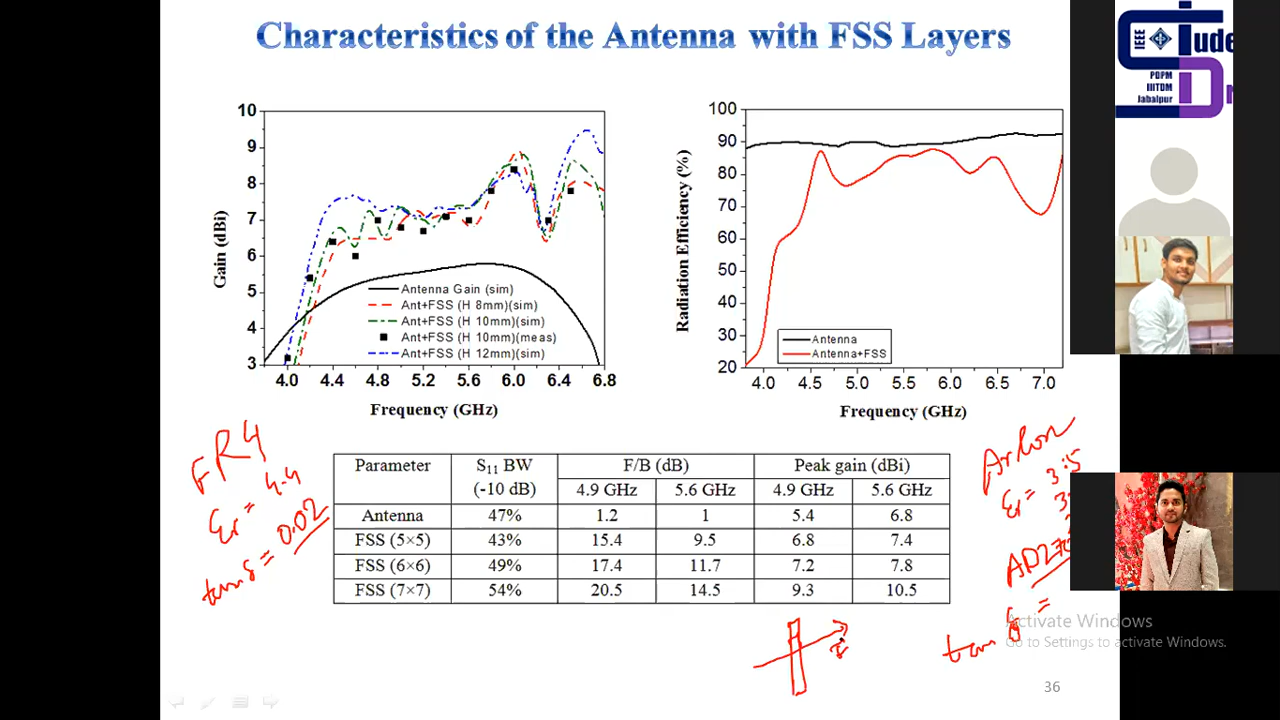 Characteristics of the Antenna with FSS Layers
IEEE
tude
PDPM
IIITDM
Jabalpur
10
9
8
7
6
5
4
3
Gain (dBi)
Antenna Gain (sim)
Ant+FSS (H 8mm)(sim)
Ant+FSS (H 10mm)(sim)
Ant+FSS (H 10mm)(meas)
Ant+FSS (H 12mm)(sim)
4.0 4.4 4.8 5.2 5.6 6.0 6.4 6.8
Frequency (GHz)
100
90
80
70
60
50
40
30
20
Radiation Efficiency (%)
Antenna
Antenna+FSS
4.0 4.5 5.0 5.5 6.0 6.5 7.0
Frequency (GHz)
FR4
εr = 4.4
tan δ = 0.02
Parameter S11 BW (-10 dB) F/B (dB) Peak gain (dBi)
4.9 GHz 5.6 GHz 4.9 GHz 5.6 GHz
Antenna 47% 1.2 1 5.4 6.8
FSS (5×5) 43% 15.4 9.5 6.8 7.4
FSS (6×6) 49% 17.4 11.7 7.2 7.8
FSS (7×7) 54% 20.5 14.5 9.3 10.5
Arlon
εr = 3.5
tan δ =
Activate Windows
Go to Settings to activate Windows.
36